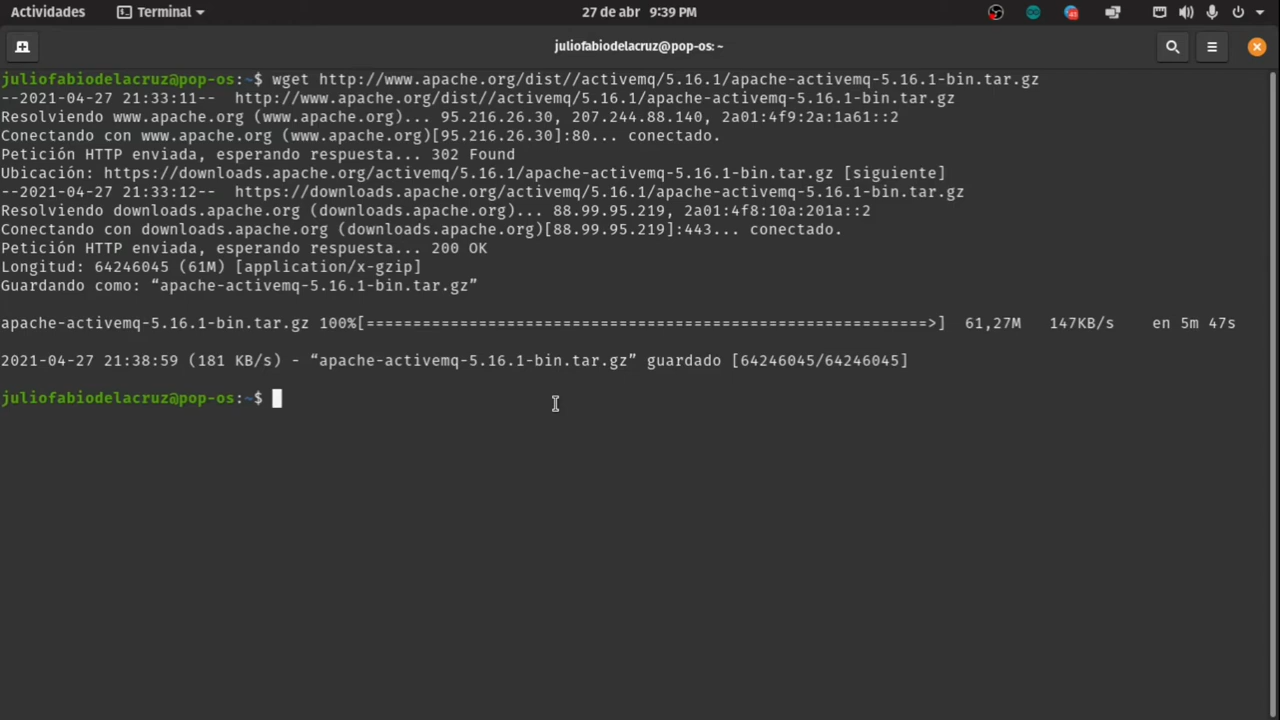 Actividades Terminal 27 de abr 9:39 PM
juliofabiodelacruz@pop-os: ~
juliofabiodelacruz@pop-os:~$ wget http://www.apache.org/dist//activemq/5.16.1/apache-activemq-5.16.1-bin.tar.gz
--2021-04-27 21:33:11-- http://www.apache.org/dist//activemq/5.16.1/apache-activemq-5.16.1-bin.tar.gz
Resolviendo www.apache.org (www.apache.org)... 95.216.26.30, 207.244.88.140, 2a01:4f9:2a:1a61::2
Conectando con www.apache.org (www.apache.org)[95.216.26.30]:80... conectado.
Petición HTTP enviada, esperando respuesta... 302 Found
Ubicación: https://downloads.apache.org/activemq/5.16.1/apache-activemq-5.16.1-bin.tar.gz [siguiente]
--2021-04-27 21:33:12-- https://downloads.apache.org/activemq/5.16.1/apache-activemq-5.16.1-bin.tar.gz
Resolviendo downloads.apache.org (downloads.apache.org)... 88.99.95.219, 2a01:4f8:10a:201a::2
Conectando con downloads.apache.org (downloads.apache.org)[88.99.95.219]:443... conectado.
Petición HTTP enviada, esperando respuesta... 200 OK
Longitud: 64246045 (61M) [application/x-gzip]
Guardando como: “apache-activemq-5.16.1-bin.tar.gz”
apache-activemq-5.16.1-bin.tar.gz 100%[============================================================>] 61,27M 147KB/s en 5m 47s
2021-04-27 21:38:59 (181 KB/s) - “apache-activemq-5.16.1-bin.tar.gz” guardado [64246045/64246045]
juliofabiodelacruz@pop-os:~$